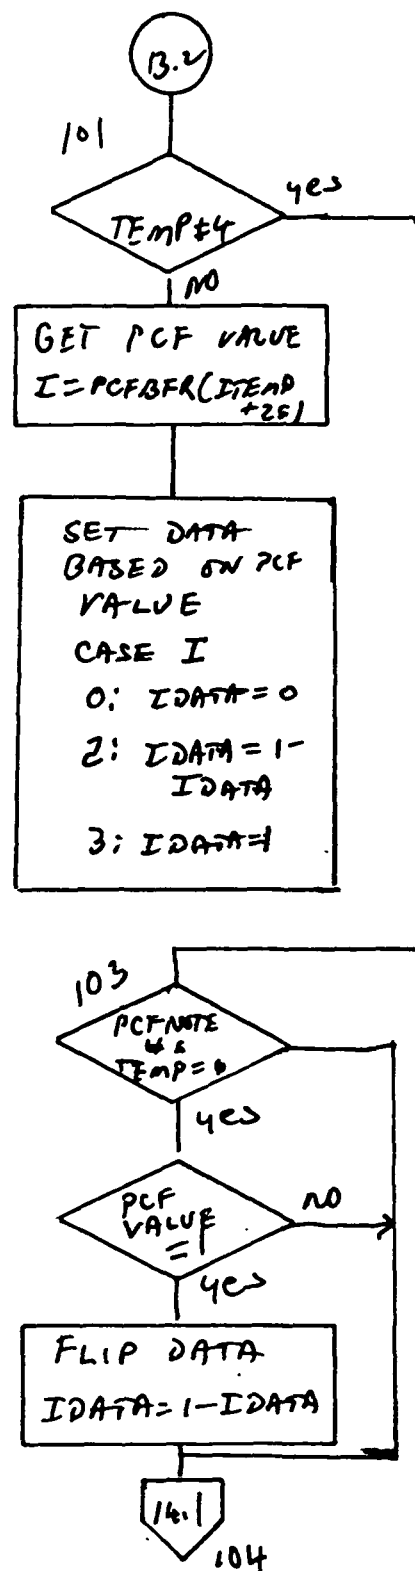 B.2
101
TEMP≠4
yes
NO
GET PCF VALUE
I=PCFBFR(ITEMP
+25)
SET DATA
BASED ON PCF
VALUE
CASE I
0: IDATA=0
2: IDATA=1-
IDATA
3: IDATA=1
103
PCFNOTE
TEMP=
yes
PCF
VALUE
=1
NO
yes
FLIP DATA
IDATA=1-IDATA
14.1
104